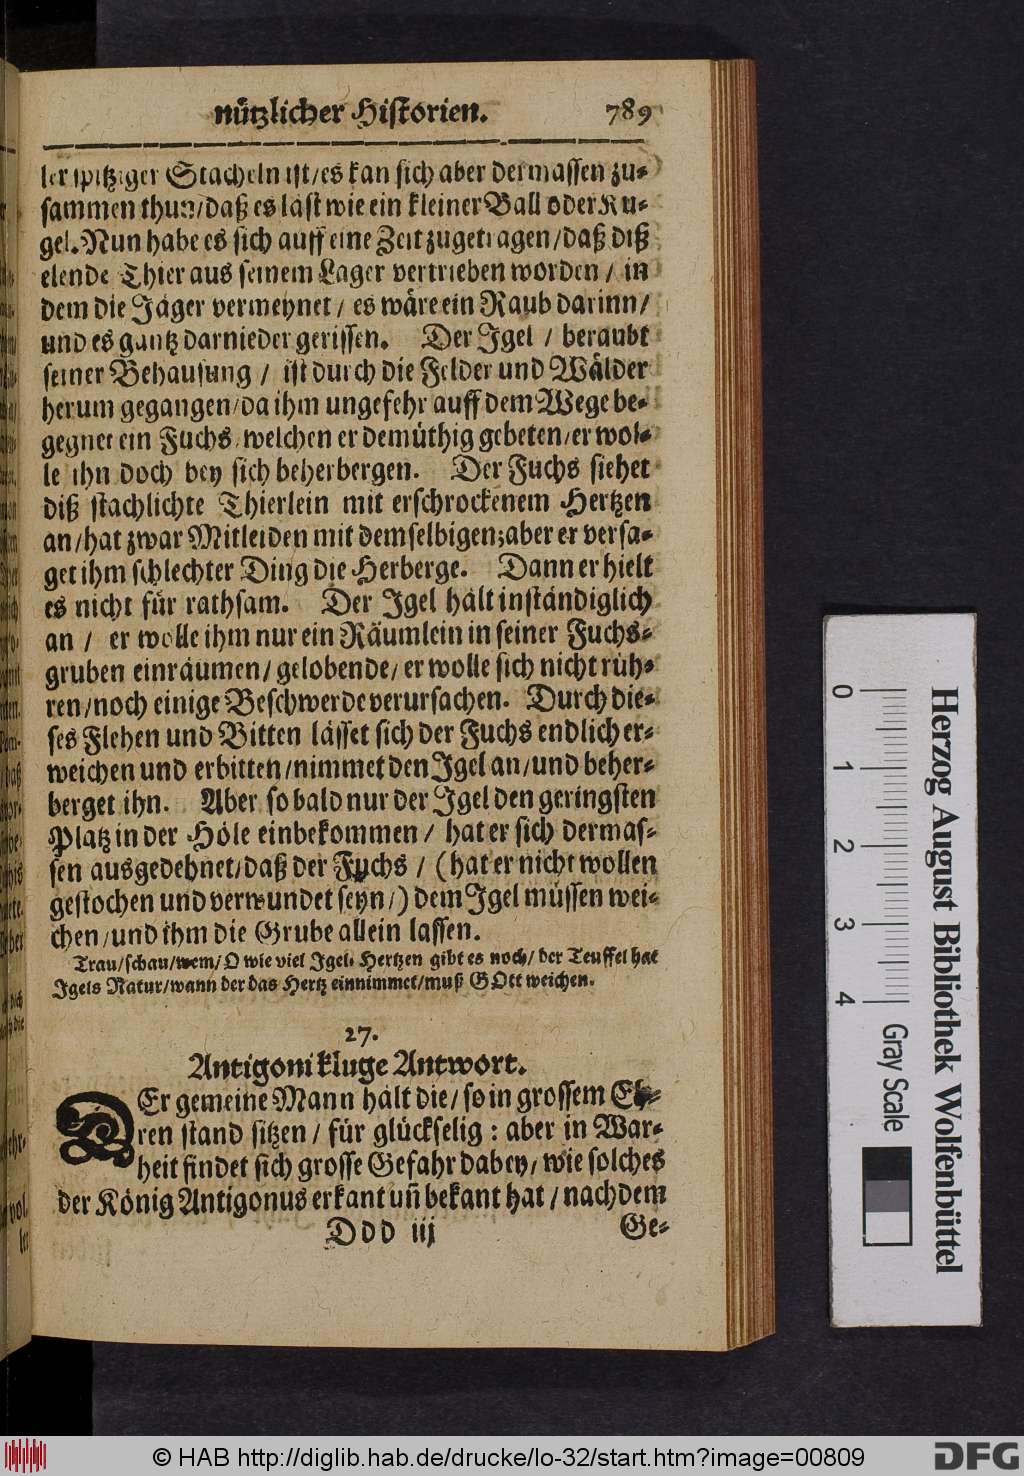 nützlicher Historien. 789
ler spitziger Stacheln ist/es kan sich aber dermassen zu-
sammen thun/daß es läst wie ein kleiner Ball oder Ku-
gel. Nun habe es sich auff eine Zeit zugetragen/daß diß
elende Thier aus seinem Lager vertrieben worden / in
dem die Jäger vermeynet / es wäre ein Raub darinn/
und es gantz darnieder gerissen. Der Igel / beraubt
seiner Behausung / ist durch die Felder und Wälder
herum gegangen/da ihm ungefehr auff dem Wege be-
gegnet ein Fuchs/welchen er demüthig gebeten/er wol-
le ihn doch bey sich beherbergen. Der Fuchs siehet
diß stachlichte Thierlein mit erschrockenem Hertzen
an/hat zwar Mitleiden mit demselbigen;aber er versa-
get ihm schlechter Ding die Herberge. Dann er hielt
es nicht für rathsam. Der Igel hält inständiglich
an / er wolle ihm nur ein Räumlein in seiner Fuchs-
gruben einräumen/gelobende/er wolle sich nicht rüh-
ren/noch einige Beschwerde verursachen. Durch die-
ses Flehen und Bitten lässet sich der Fuchs endlich er-
weichen und erbitten/nimmet den Igel an/und beher-
berget ihn. Aber so bald nur der Igel den geringsten
Platz in der Höle einbekommen / hat er sich dermas-
sen ausgedehnet/daß der Fuchs / (hat er nicht wollen
gestochen und verwundet seyn/) dem Igel müssen wei-
chen/und ihm die Grube allein lassen.
Trau/schau/wem/O wie viel Igels Hertzen gibt es noch/der Teuffel hat
Igels Natur/wann der das Hertz einnimmet/muß GOtt weichen.
27.
Antigoni kluge Antwort.
DEr gemeine Mann hält die/so in grossem Eh-
ren stand sitzen / für glückselig : aber in War-
heit findet sich grosse Gefahr dabey/wie solches
der König Antigonus erkant uñ bekant hat / nachdem
Ddd iij Ge-
0 1 2 3 4
Gray Scale
Herzog August Bibliothek Wolfenbüttel
© HAB http://diglib.hab.de/drucke/lo-32/start.htm?image=00809
DFG